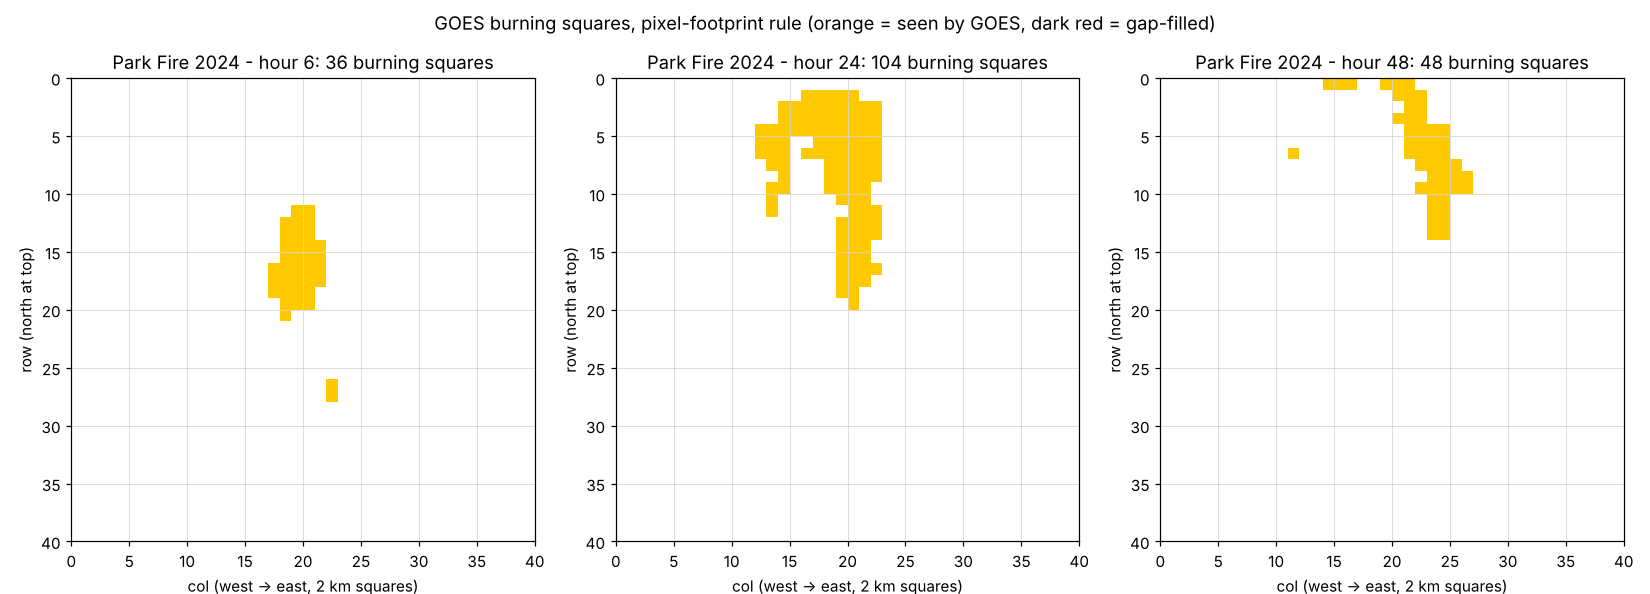 GOES burning squares, pixel-footprint rule (orange = seen by GOES, dark red = gap-filled)
Park Fire 2024 - hour 6: 36 burning squares
0
5
10
15
20
25
30
35
40
row (north at top)
0 5 10 15 20 25 30 35 40
col (west → east, 2 km squares)
Park Fire 2024 - hour 24: 104 burning squares
0
5
10
15
20
25
30
35
40
row (north at top)
0 5 10 15 20 25 30 35 40
col (west → east, 2 km squares)
Park Fire 2024 - hour 48: 48 burning squares
0
5
10
15
20
25
30
35
40
row (north at top)
0 5 10 15 20 25 30 35 40
col (west → east, 2 km squares)